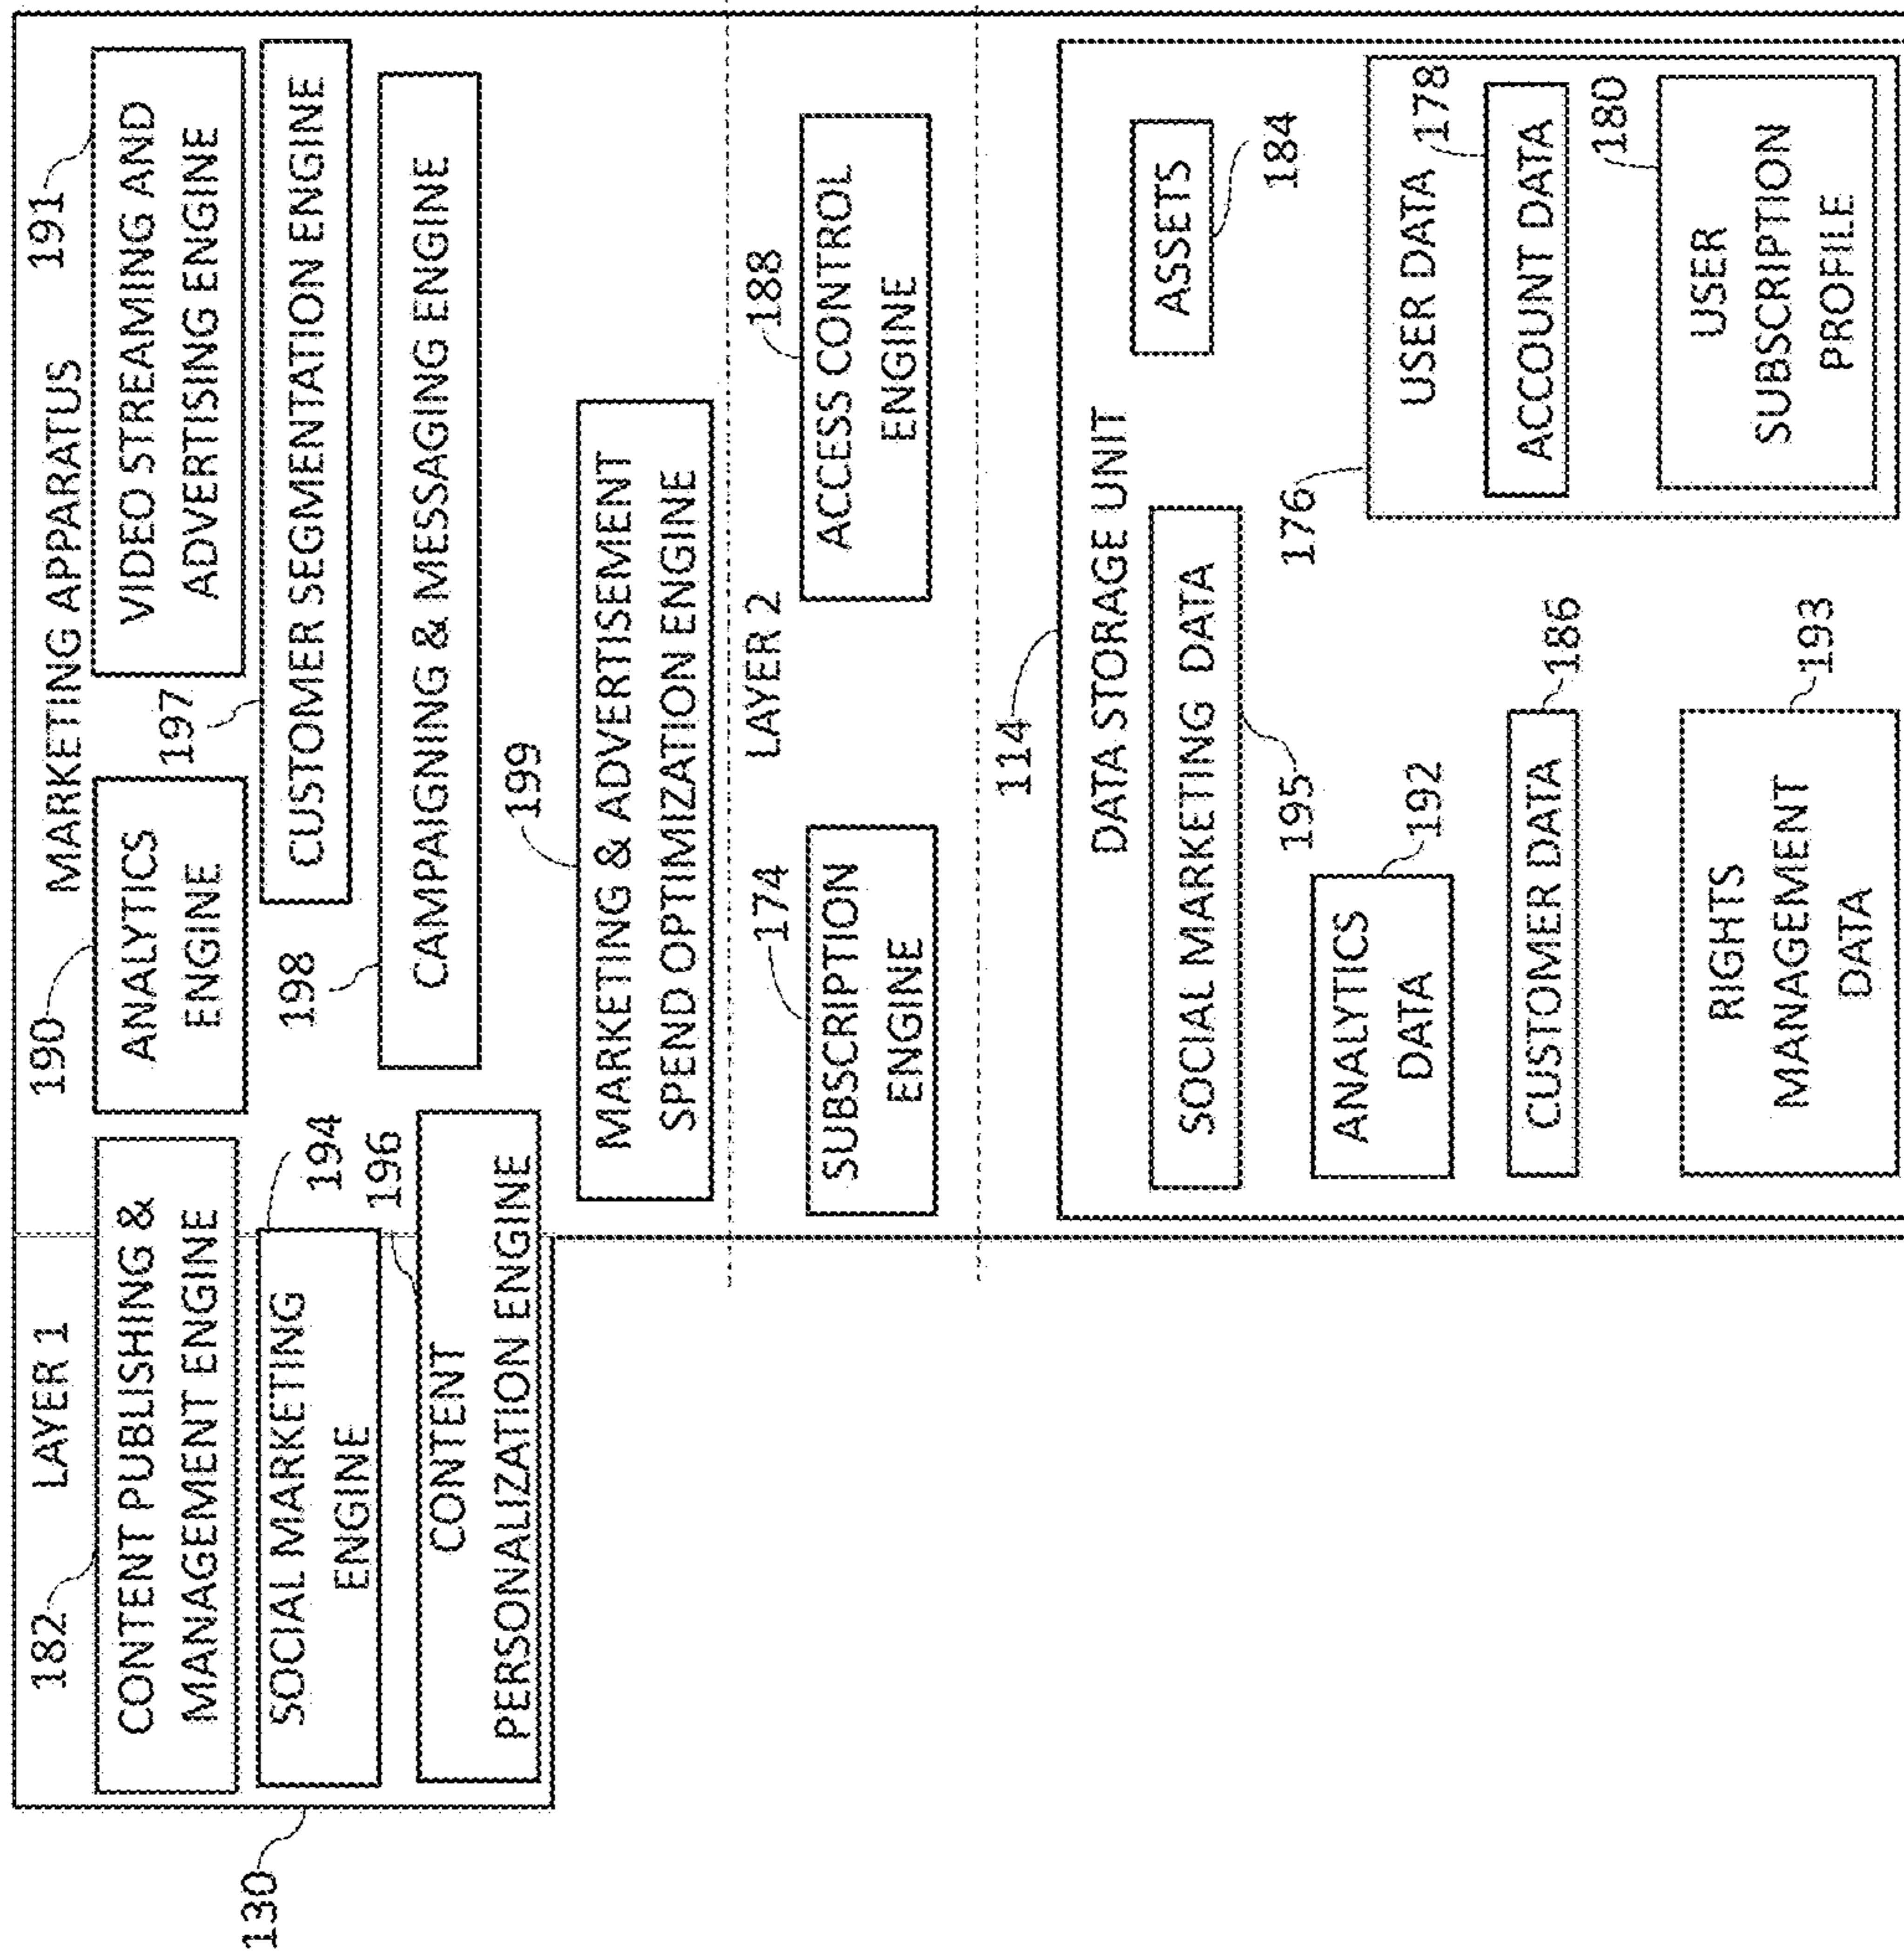 LAYER 1
MARKETING APPARATUS
182
190
191
CONTENT PUBLISHING &
MANAGEMENT ENGINE
ANALYTICS
ENGINE
VIDEO STREAMING AND
ADVERTISING ENGINE
194
197
SOCIAL MARKETING
ENGINE
CUSTOMER SEGMENTATION ENGINE
130
196
198
CONTENT
PERSONALIZATION ENGINE
CAMPAIGNING & MESSAGING ENGINE
199
MARKETING & ADVERTISEMENT
SPEND OPTIMIZATION ENGINE
LAYER 2
174
188
SUBSCRIPTION
ENGINE
ACCESS CONTROL
ENGINE
114
DATA STORAGE UNIT
SOCIAL MARKETING DATA
195
ASSETS
184
ANALYTICS
DATA
192
176
USER DATA
178
ACCOUNT DATA
CUSTOMER DATA
186
180
USER
SUBSCRIPTION
PROFILE
RIGHTS
MANAGEMENT
DATA
193